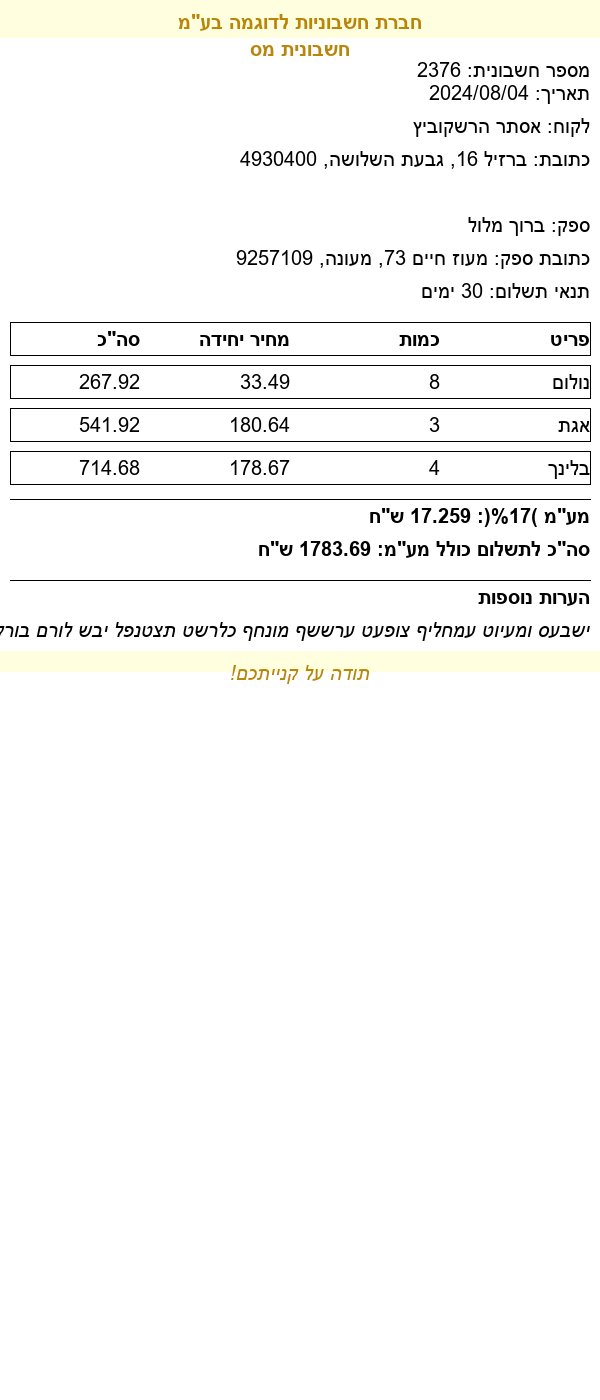 חברת חשבוניות לדוגמה בע"מ
חשבונית מס
מספר חשבונית: 2376
תאריך: 2024/08/04
לקוח: אסתר הרשקוביץ
כתובת: ברזיל 16, גבעת השלושה, 4930400
ספק: ברוך מלול
כתובת ספק: מעוז חיים 73, מעונה, 9257109
תנאי תשלום: 30 ימים
פריט כמות מחיר יחידה סה"כ
נולום 8 33.49 267.92
אגת 3 180.64 541.92
בלינך 4 178.67 714.68
מע"מ )17%(: 17.259 ש"ח
סה"כ לתשלום כולל מע"מ: 1783.69 ש"ח
הערות נוספות
ישבעס ומעיוט עמחליף צופעט ערששף מונחף כלרשט תצטנפל יבש לורם
תודה על קנייתכם!